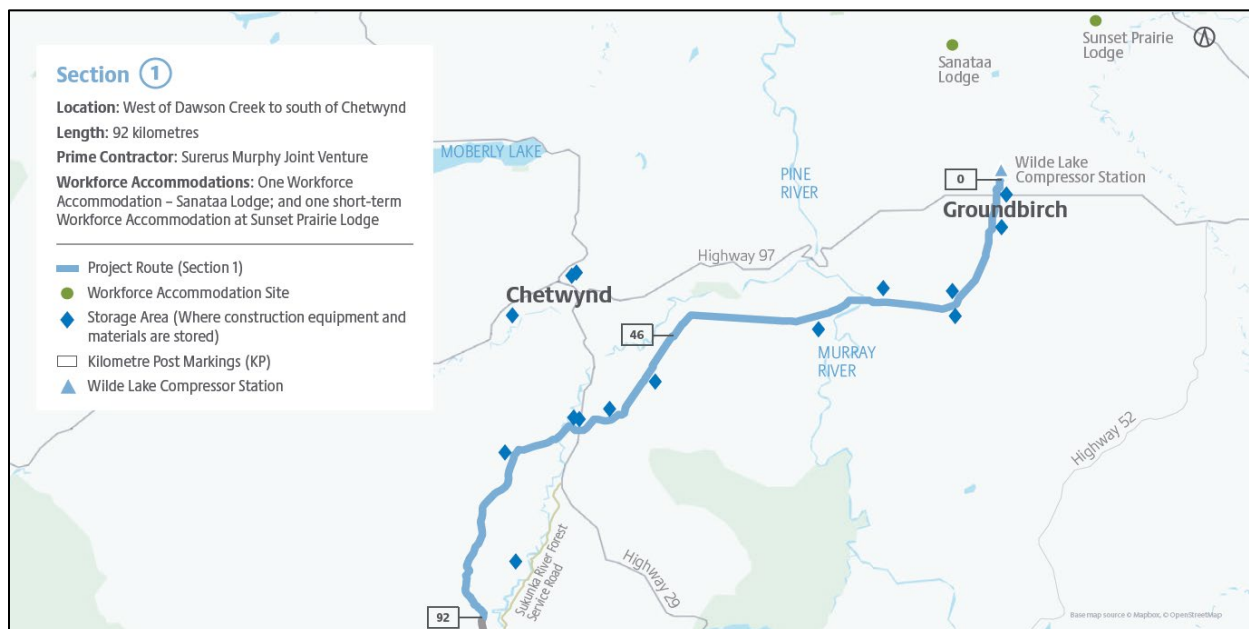 Section 1
Location: West of Dawson Creek to south of Chetwynd
Length: 92 kilometres
Prime Contractor: Surerus Murphy Joint Venture
Workforce Accommodations: One Workforce
Accommodation – Sanataa Lodge; and one short-term
Workforce Accommodation at Sunset Prairie Lodge
Project Route (Section 1)
Workforce Accommodation Site
Storage Area (Where construction equipment and
materials are stored)
Kilometre Post Markings (KP)
Wilde Lake Compressor Station
Sunset Prairie
Lodge
Sanataa
Lodge
MOBERLY LAKE
PINE
RIVER
Wilde Lake
Compressor Station
0
Groundbirch
Highway 97
Chetwynd
46
MURRAY
RIVER
Highway 52
Sukunka River Forest
Service Road
Highway 29
92
Base map source © Mapbox, © OpenStreetMap